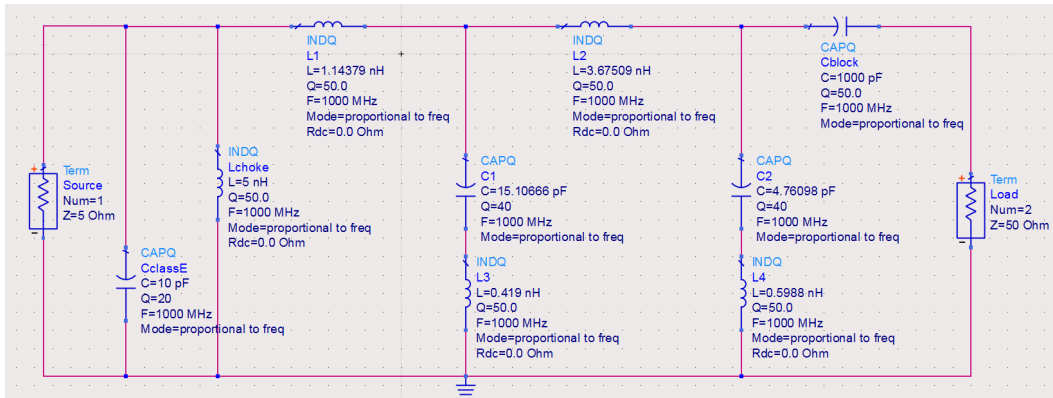 INDQ
L1
L=1.14379 nH
Q=50.0
F=1000 MHz
Mode=proportional to freq
Rdc=0.0 Ohm
INDQ
L2
L=3.67509 nH
Q=50.0
F=1000 MHz
Mode=proportional to freq
Rdc=0.0 Ohm
CAPQ
Cblock
C=1000 pF
Q=50.0
F=1000 MHz
Mode=proportional to freq
+
Term
Source
Num=1
Z=5 Ohm
-
INDQ
Lchoke
L=5 nH
Q=50.0
F=1000 MHz
Mode=proportional to freq
Rdc=0.0 Ohm
CAPQ
C1
C=15.10666 pF
Q=40
F=1000 MHz
Mode=proportional to freq
CAPQ
C2
C=4.76098 pF
Q=40
F=1000 MHz
Mode=proportional to freq
+
Term
Load
Num=2
Z=50 Ohm
-
CAPQ
CclassE
C=10 pF
Q=20
F=1000 MHz
Mode=proportional to freq
INDQ
L3
L=0.419 nH
Q=50.0
F=1000 MHz
Mode=proportional to freq
Rdc=0.0 Ohm
INDQ
L4
L=0.5988 nH
Q=50.0
F=1000 MHz
Mode=proportional to freq
Rdc=0.0 Ohm